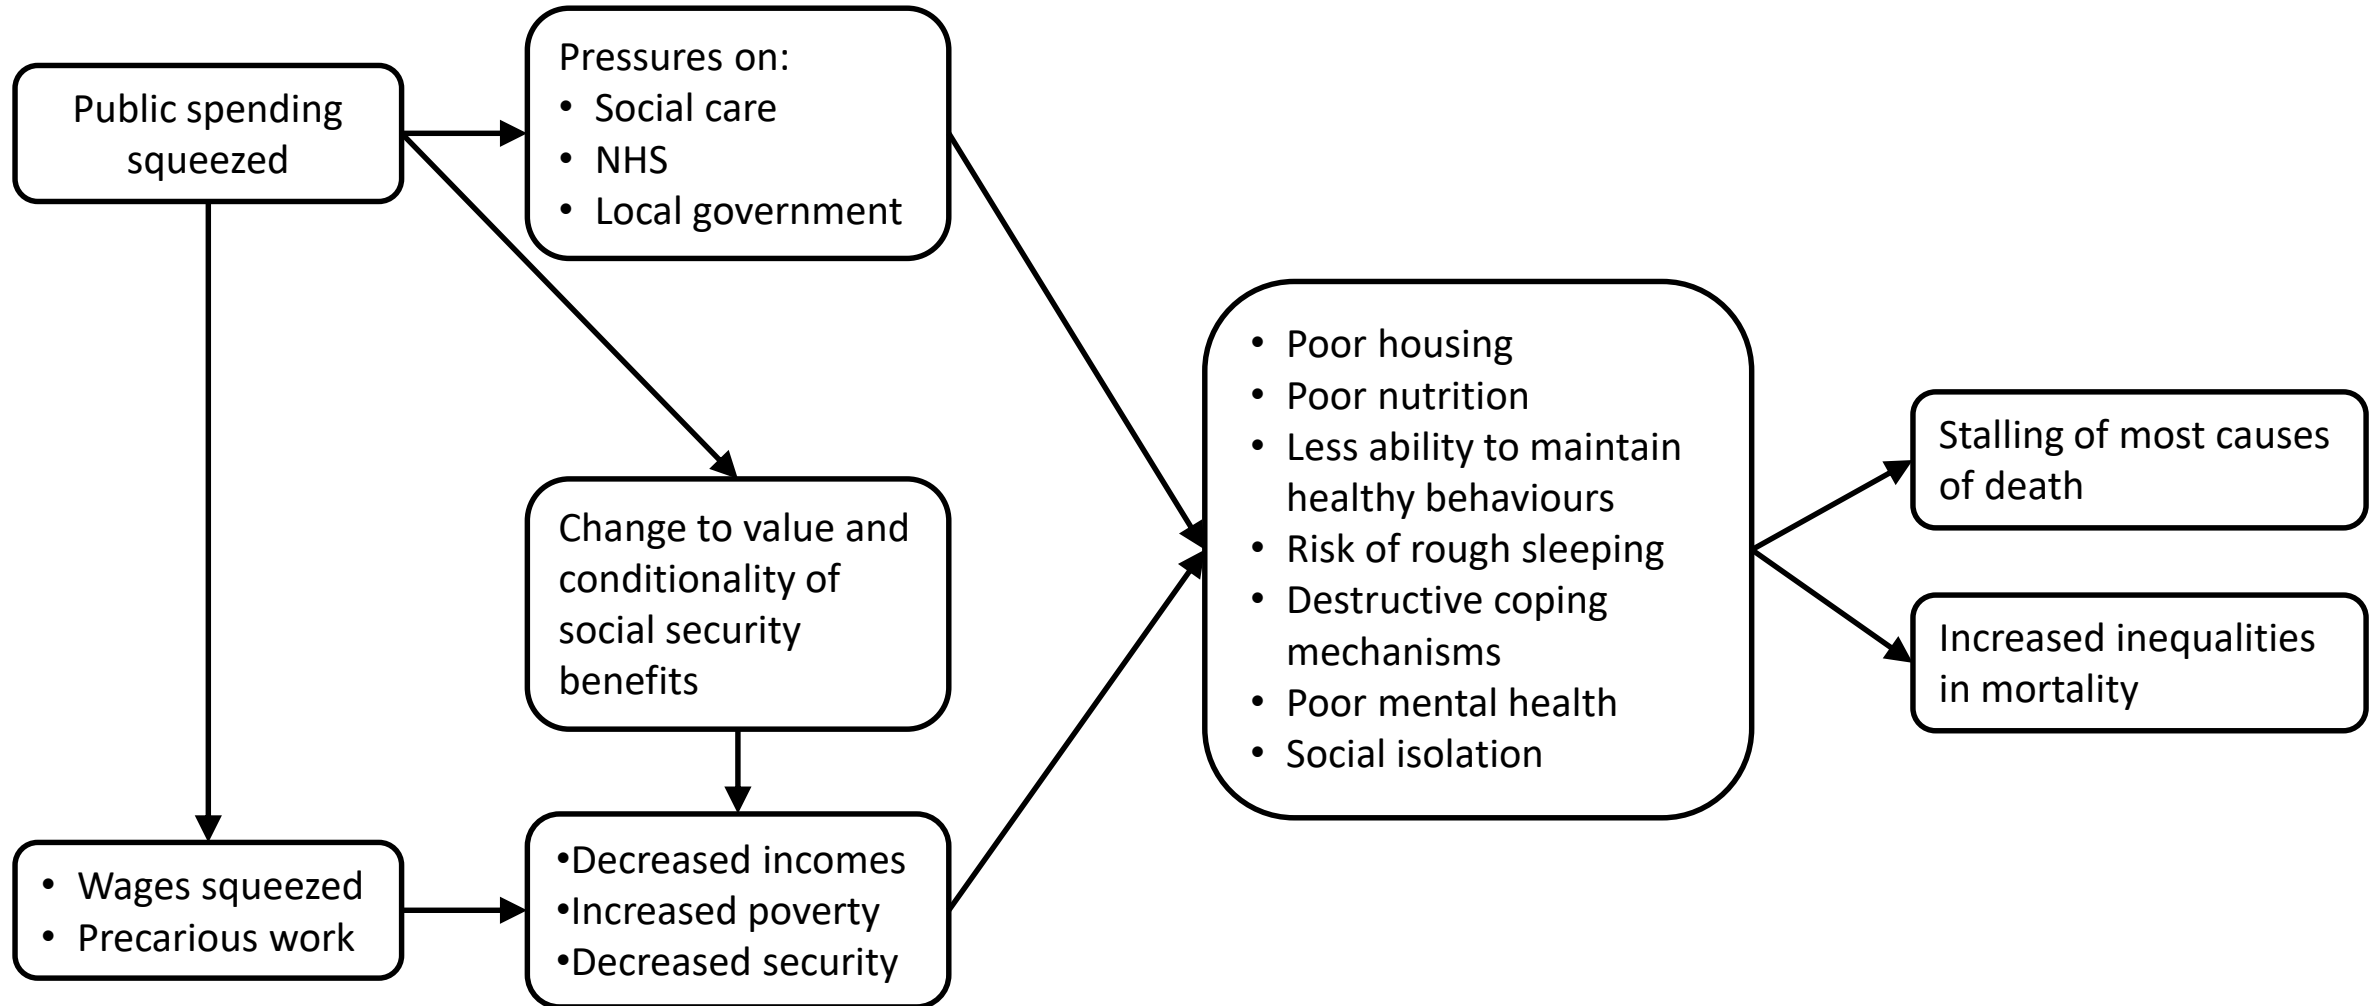 Public spending
squeezed
Pressures on:
• Social care
• NHS
• Local government
Change to value and
conditionality of
social security
benefits
• Wages squeezed
• Precarious work
•Decreased incomes
•Increased poverty
•Decreased security
• Poor housing
• Poor nutrition
• Less ability to maintain
healthy behaviours
• Risk of rough sleeping
• Destructive coping
mechanisms
• Poor mental health
• Social isolation
Stalling of most causes
of death
Increased inequalities
in mortality